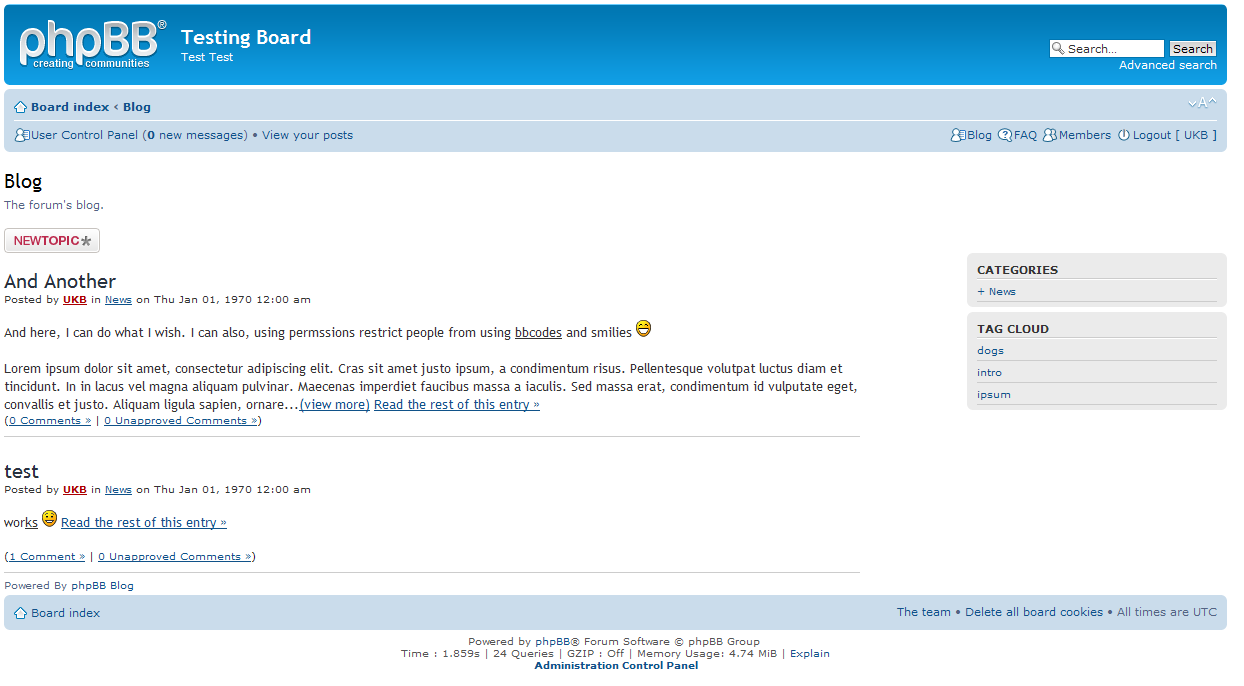 phpBB®
creating communities
Testing Board
Test Test
Search...
Search
Advanced search
Board index ‹ Blog
A
User Control Panel (0 new messages) • View your posts
Blog FAQ Members Logout [ UKB ]
Blog
The forum's blog.
NEWTOPIC*
And Another
Posted by UKB in News on Thu Jan 01, 1970 12:00 am
And here, I can do what I wish. I can also, using permssions restrict people from using bbcodes and smilies
Lorem ipsum dolor sit amet, consectetur adipiscing elit. Cras sit amet justo ipsum, a condimentum risus. Pellentesque volutpat luctus diam et
tincidunt. In in lacus vel magna aliquam pulvinar. Maecenas imperdiet faucibus massa a iaculis. Sed massa erat, condimentum id vulputate eget,
convallis et justo. Aliquam ligula sapien, ornare...(view more) Read the rest of this entry »
(0 Comments » | 0 Unapproved Comments »)
test
Posted by UKB in News on Thu Jan 01, 1970 12:00 am
works Read the rest of this entry »
(1 Comment » | 0 Unapproved Comments »)
CATEGORIES
+ News
TAG CLOUD
dogs
intro
ipsum
Powered By phpBB Blog
Board index
The team • Delete all board cookies • All times are UTC
Powered by phpBB® Forum Software © phpBB Group
Time : 1.859s | 24 Queries | GZIP : Off | Memory Usage: 4.74 MiB | Explain
Administration Control Panel